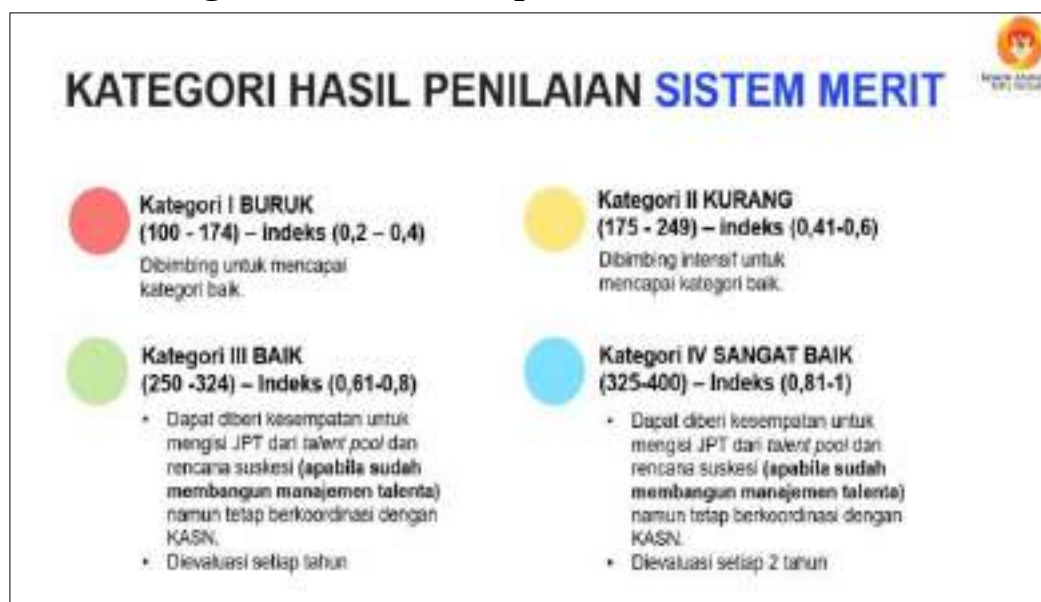 KATEGORI HASIL PENILAIAN SISTEM MERIT
Kategori I BURUK
(100 - 174) – Indeks (0,2 – 0,4)
Dibimbing untuk mencapai
kategori baik.
Kategori II KURANG
(175 - 249) – indeks (0,41-0,6)
Dibimbing intensif untuk
mencapai kategori baik.
Kategori III BAIK
(250 -324) – Indeks (0,61-0,8)
• Dapat diberi kesempatan untuk
mengisi JPT dari talent pool dan
rencana suskesi (apabila sudah
membangun manajemen talenta)
namun tetap berkoordinasi dengan
KASN.
• Dievaluasi setiap tahun
Kategori IV SANGAT BAIK
(325-400) – Indeks (0,81-1)
• Dapat diberi kesempatan untuk
mengisi JPT dari talent pool dan
rencana suskesi (apabila sudah
membangun manajemen talenta)
namun tetap berkoordinasi dengan
KASN.
• Dievaluasi setiap 2 tahun